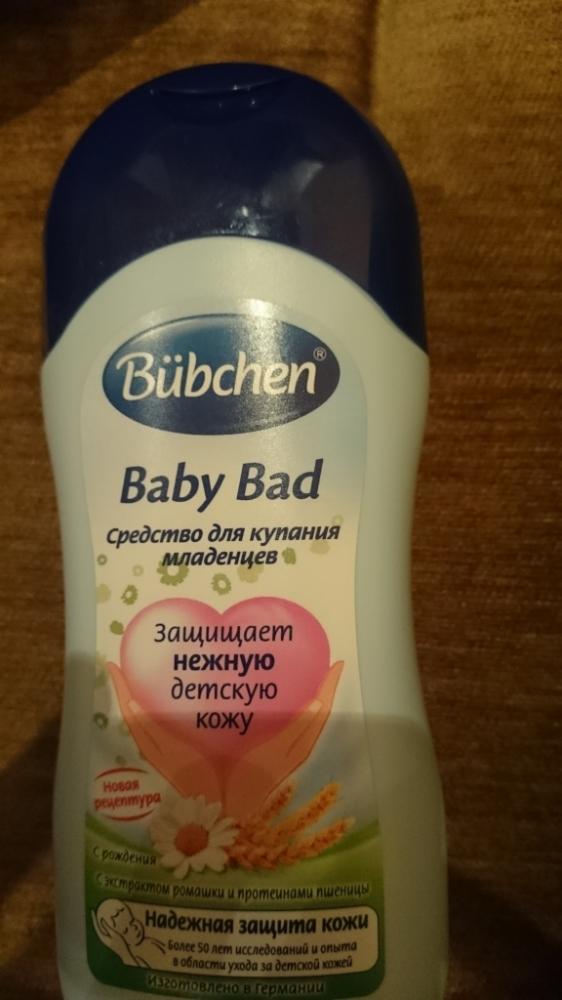 Bübchen®
Baby Bad
Средство для купания
младенцев
Защищает
нежную
детскую
кожу
Новая
рецептура
С рождения
С экстрактом ромашки и протеинами пшеницы
Надежная защита кожи
Более 50 лет исследований и опыта
в области ухода за детской кожей
Изготовлено в Германии